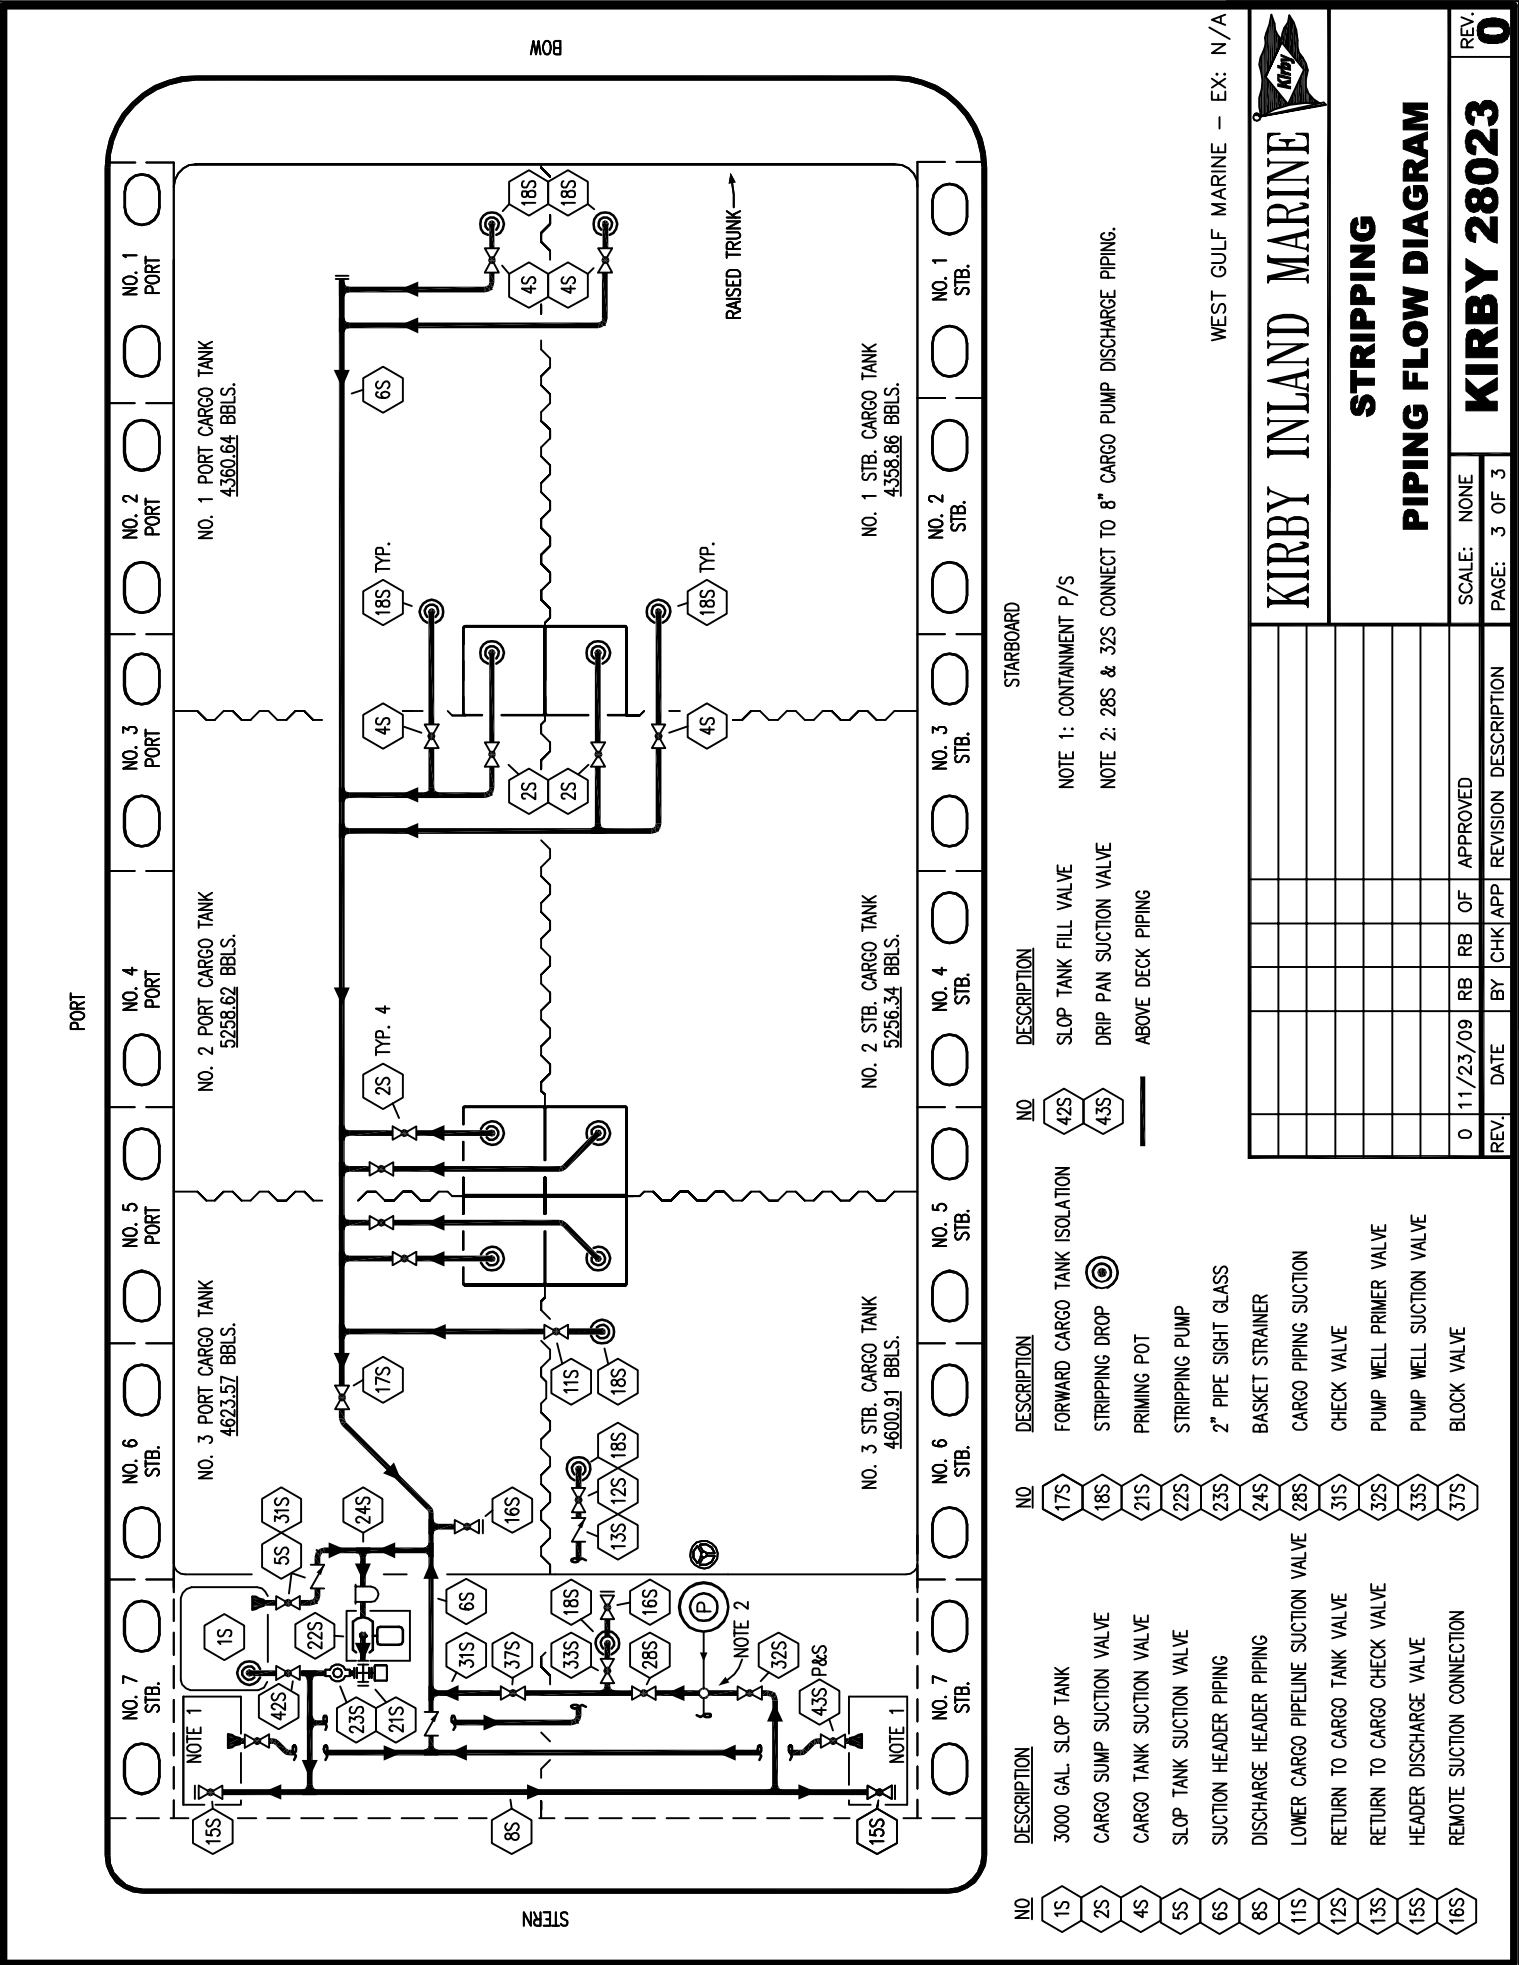 PORT
STERN
BOW
STARBOARD
NO. 7
STB.
NO. 6
STB.
NO. 5
PORT
NO. 4
PORT
NO. 3
PORT
NO. 2
PORT
NO. 1
PORT
NO. 3 PORT CARGO TANK
4623.57 BBLS.
NO. 2 PORT CARGO TANK
5258.62 BBLS.
NO. 1 PORT CARGO TANK
4360.64 BBLS.
NOTE 1
15S
42S
1S
5S
31S
22S
24S
23S
21S
17S
2S
TYP. 4
4S
18S
TYP.
6S
8S
31S
6S
37S
16S
33S
18S
16S
28S
11S
18S
13S
12S
18S
2S
2S
4S
4S
18S
18S
P
NOTE 2
32S
43S
P&S
4S
18S
TYP.
RAISED TRUNK
NOTE 1
15S
NO. 3 STB. CARGO TANK
4600.91 BBLS.
NO. 2 STB. CARGO TANK
5256.34 BBLS.
NO. 1 STB. CARGO TANK
4358.86 BBLS.
NO. 7
STB.
NO. 6
STB.
NO. 5
STB.
NO. 4
STB.
NO. 3
STB.
NO. 2
STB.
NO. 1
STB.
NO DESCRIPTION
1S 3000 GAL. SLOP TANK
2S CARGO SUMP SUCTION VALVE
4S CARGO TANK SUCTION VALVE
5S SLOP TANK SUCTION VALVE
6S SUCTION HEADER PIPING
8S DISCHARGE HEADER PIPING
11S LOWER CARGO PIPELINE SUCTION VALVE
12S RETURN TO CARGO TANK VALVE
13S RETURN TO CARGO CHECK VALVE
15S HEADER DISCHARGE VALVE
16S REMOTE SUCTION CONNECTION
NO DESCRIPTION
17S FORWARD CARGO TANK ISOLATION
18S STRIPPING DROP
21S PRIMING POT
22S STRIPPING PUMP
23S 2" PIPE SIGHT GLASS
24S BASKET STRAINER
28S CARGO PIPING SUCTION
31S CHECK VALVE
32S PUMP WELL PRIMER VALVE
33S PUMP WELL SUCTION VALVE
37S BLOCK VALVE
NO DESCRIPTION
42S SLOP TANK FILL VALVE
43S DRIP PAN SUCTION VALVE
ABOVE DECK PIPING
NOTE 1: CONTAINMENT P/S
NOTE 2: 28S & 32S CONNECT TO 8" CARGO PUMP DISCHARGE PIPING.
WEST GULF MARINE - EX: N/A
KIRBY INLAND MARINE
Kirby
STRIPPING
PIPING FLOW DIAGRAM
0 11/23/09 RB RB OF APPROVED
REV. DATE BY CHK APP REVISION DESCRIPTION
SCALE: NONE
PAGE: 3 OF 3
KIRBY 28023
REV.
0